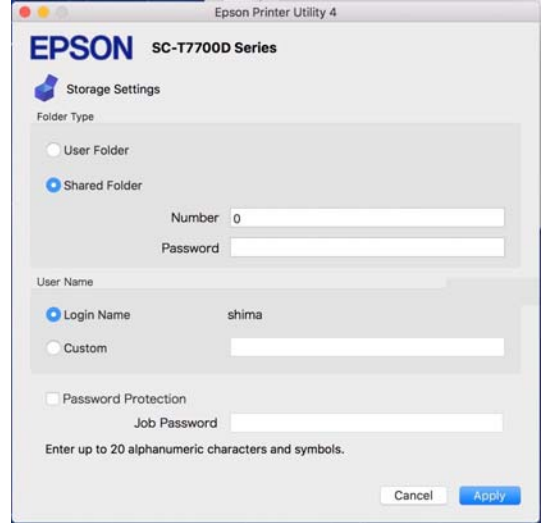 Epson Printer Utility 4
EPSON SC-T7700D Series
Storage Settings
Folder Type
User Folder
Shared Folder
Number 0
Password
User Name
Login Name shima
Custom
Password Protection
Job Password
Enter up to 20 alphanumeric characters and symbols.
Cancel Apply